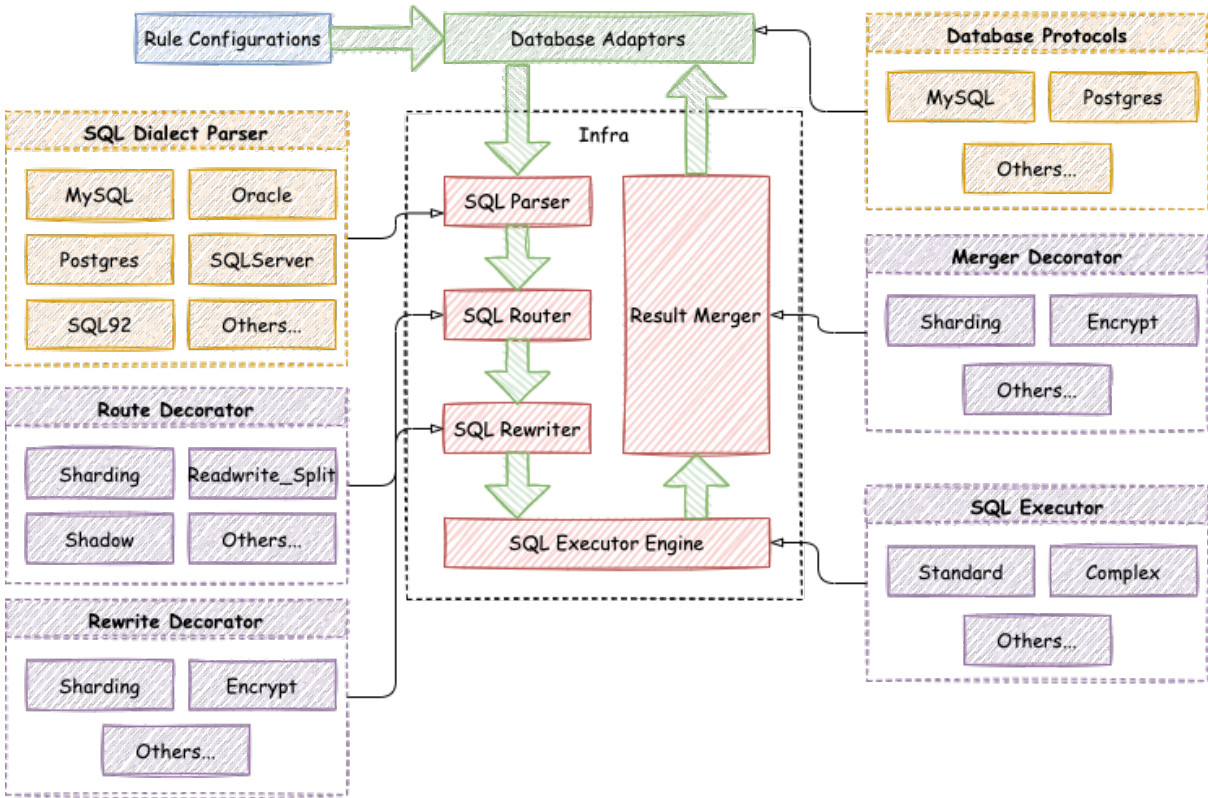 Rule Configurations
Database Adaptors
Database Protocols
MySQL
Postgres
Others...
SQL Dialect Parser
MySQL
Oracle
Postgres
SQLServer
SQL92
Others...
Infra
SQL Parser
SQL Router
SQL Rewriter
Result Merger
SQL Executor Engine
Merger Decorator
Sharding
Encrypt
Others...
Route Decorator
Sharding
Readwrite_Split
Shadow
Others...
SQL Executor
Standard
Complex
Others...
Rewrite Decorator
Sharding
Encrypt
Others...